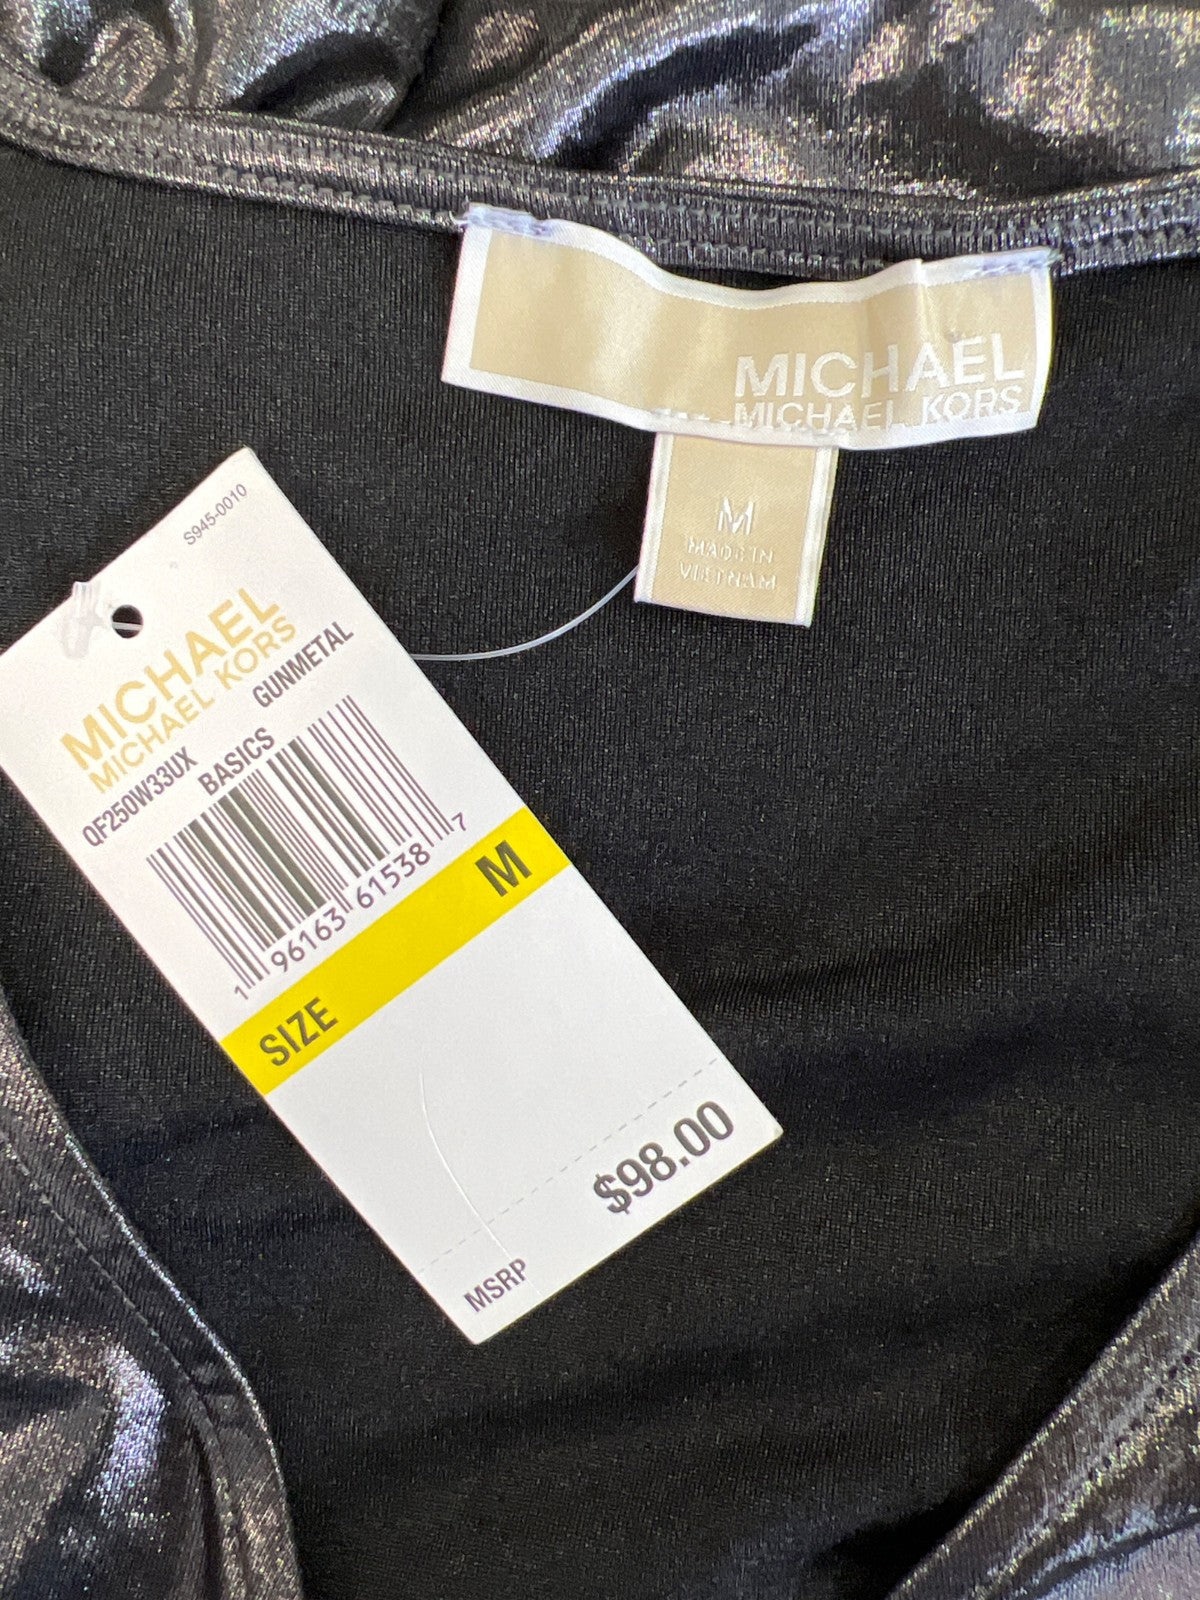 MICHAEL
MICHAEL KORS
M
MADE IN
VIETNAM
S945-0010
MICHAEL
MICHAEL KORS
QF250W33UX
GUNMETAL
BASICS
1 96163 61538 7
SIZE M
MSRP $98.00